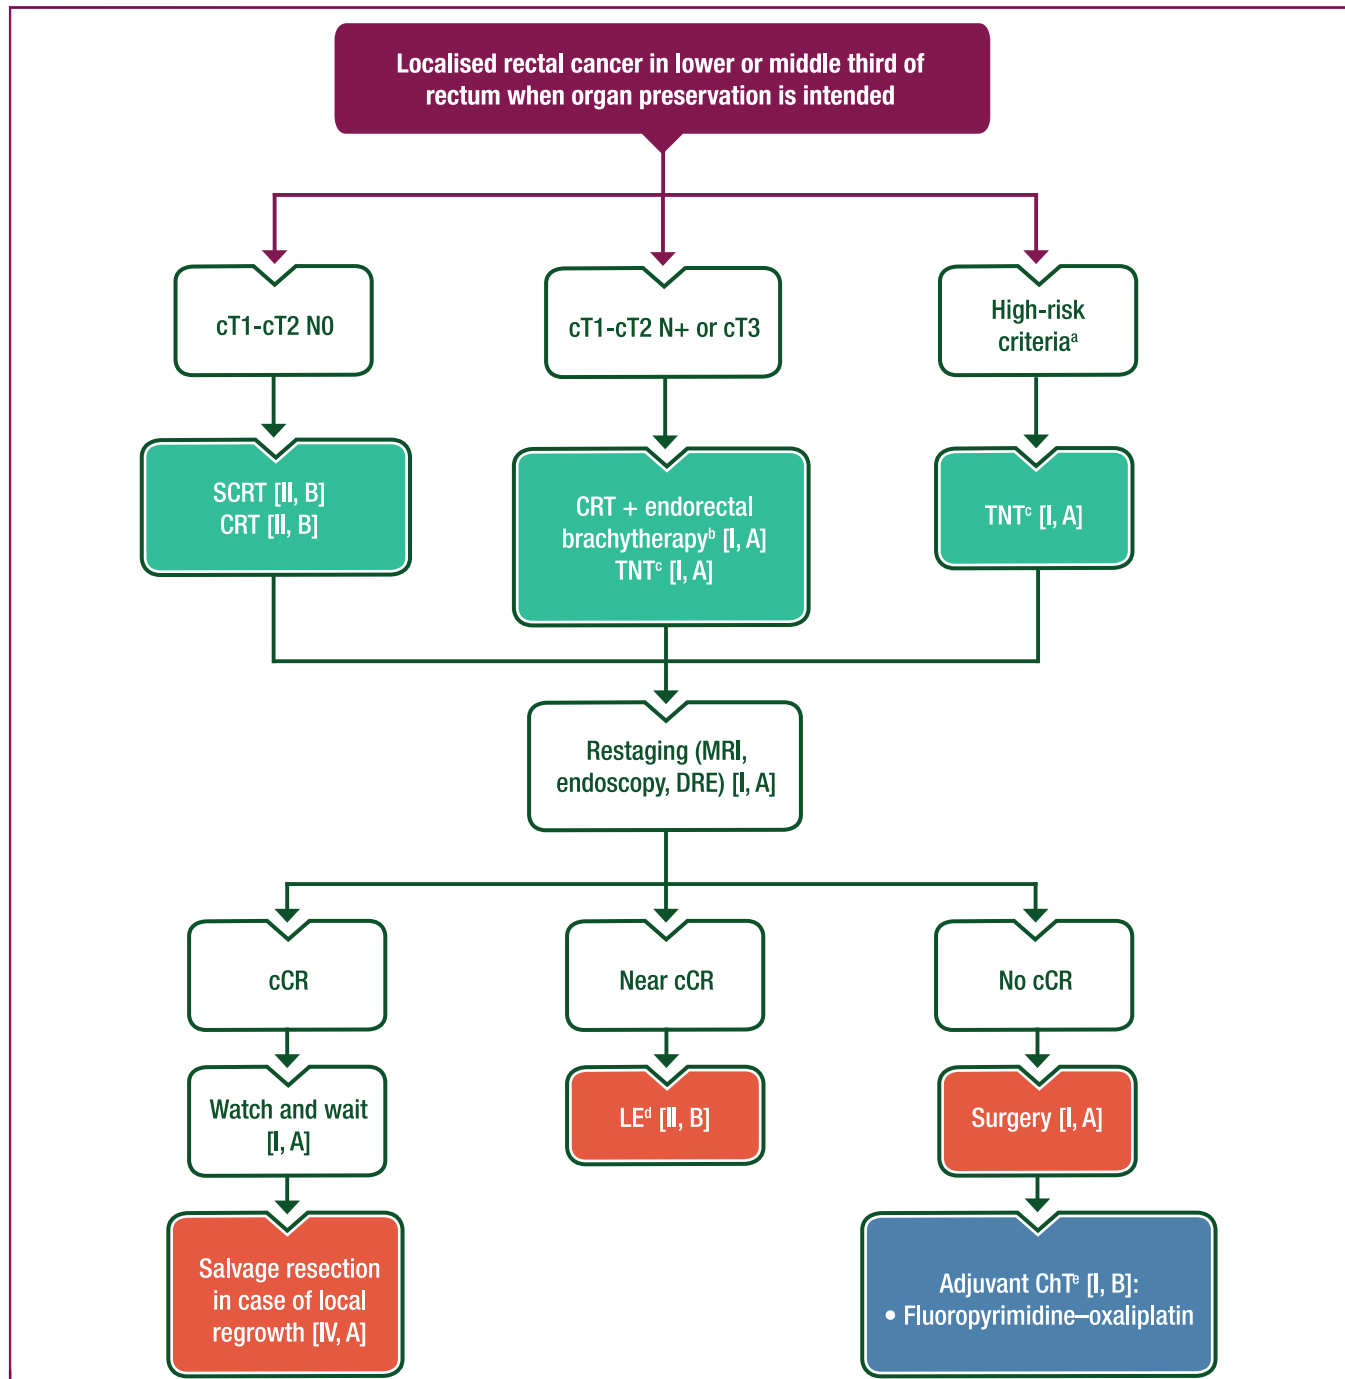 Localised rectal cancer in lower or middle third of
rectum when organ preservation is intended
cT1-cT2 N0
cT1-cT2 N+ or cT3
High-risk
criteriaᵃ
SCRT [II, B]
CRT [II, B]
CRT + endorectal
brachytherapyᵇ [I, A]
TNTᶜ [I, A]
TNTᶜ [I, A]
Restaging (MRI,
endoscopy, DRE) [I, A]
cCR
Near cCR
No cCR
Watch and wait
[I, A]
LEᵈ [II, B]
Surgery [I, A]
Salvage resection
in case of local
regrowth [IV, A]
Adjuvant ChTᵉ [I, B]:
• Fluoropyrimidine–oxaliplatin